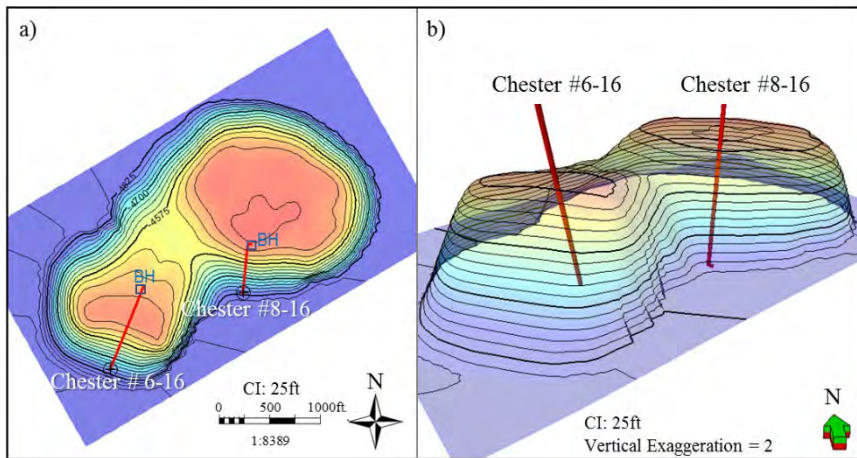 a)
-4825
-4700
-4575
BH
BH
Chester #8-16
Chester # 6-16
CI: 25ft
0 500 1000ft.
1:8389
N
b)
Chester #6-16
Chester #8-16
CI: 25ft
Vertical Exaggeration = 2
N